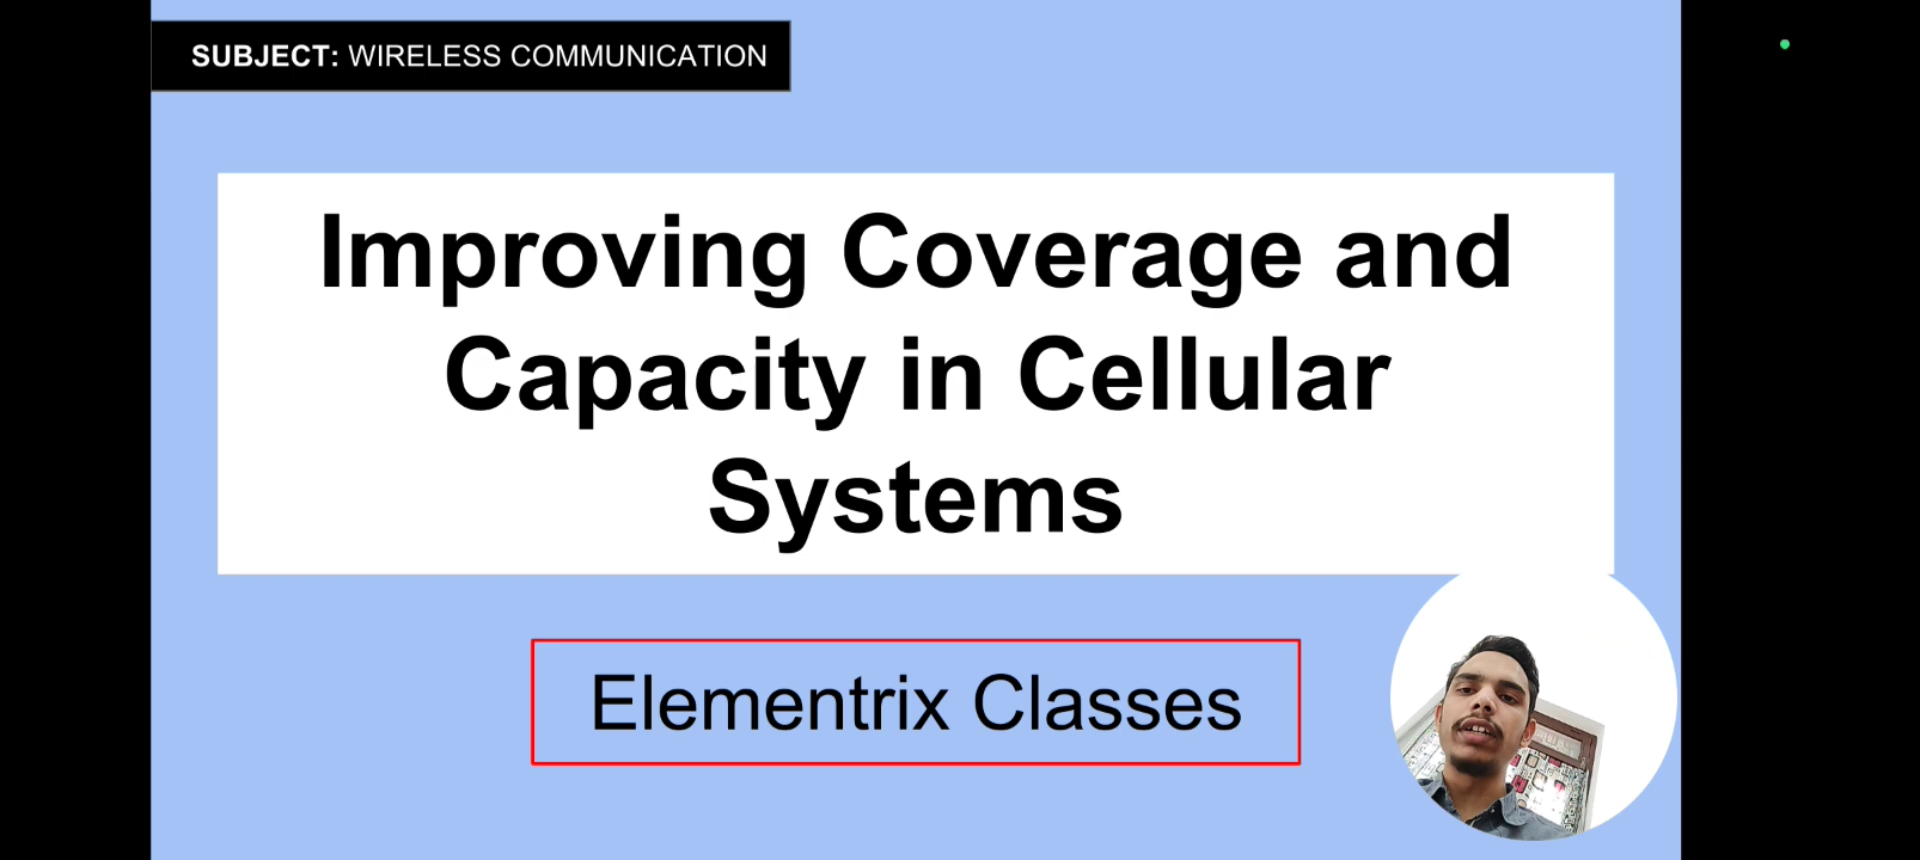 SUBJECT: WIRELESS COMMUNICATION
Improving Coverage and
Capacity in Cellular
Systems
Elementrix Classes